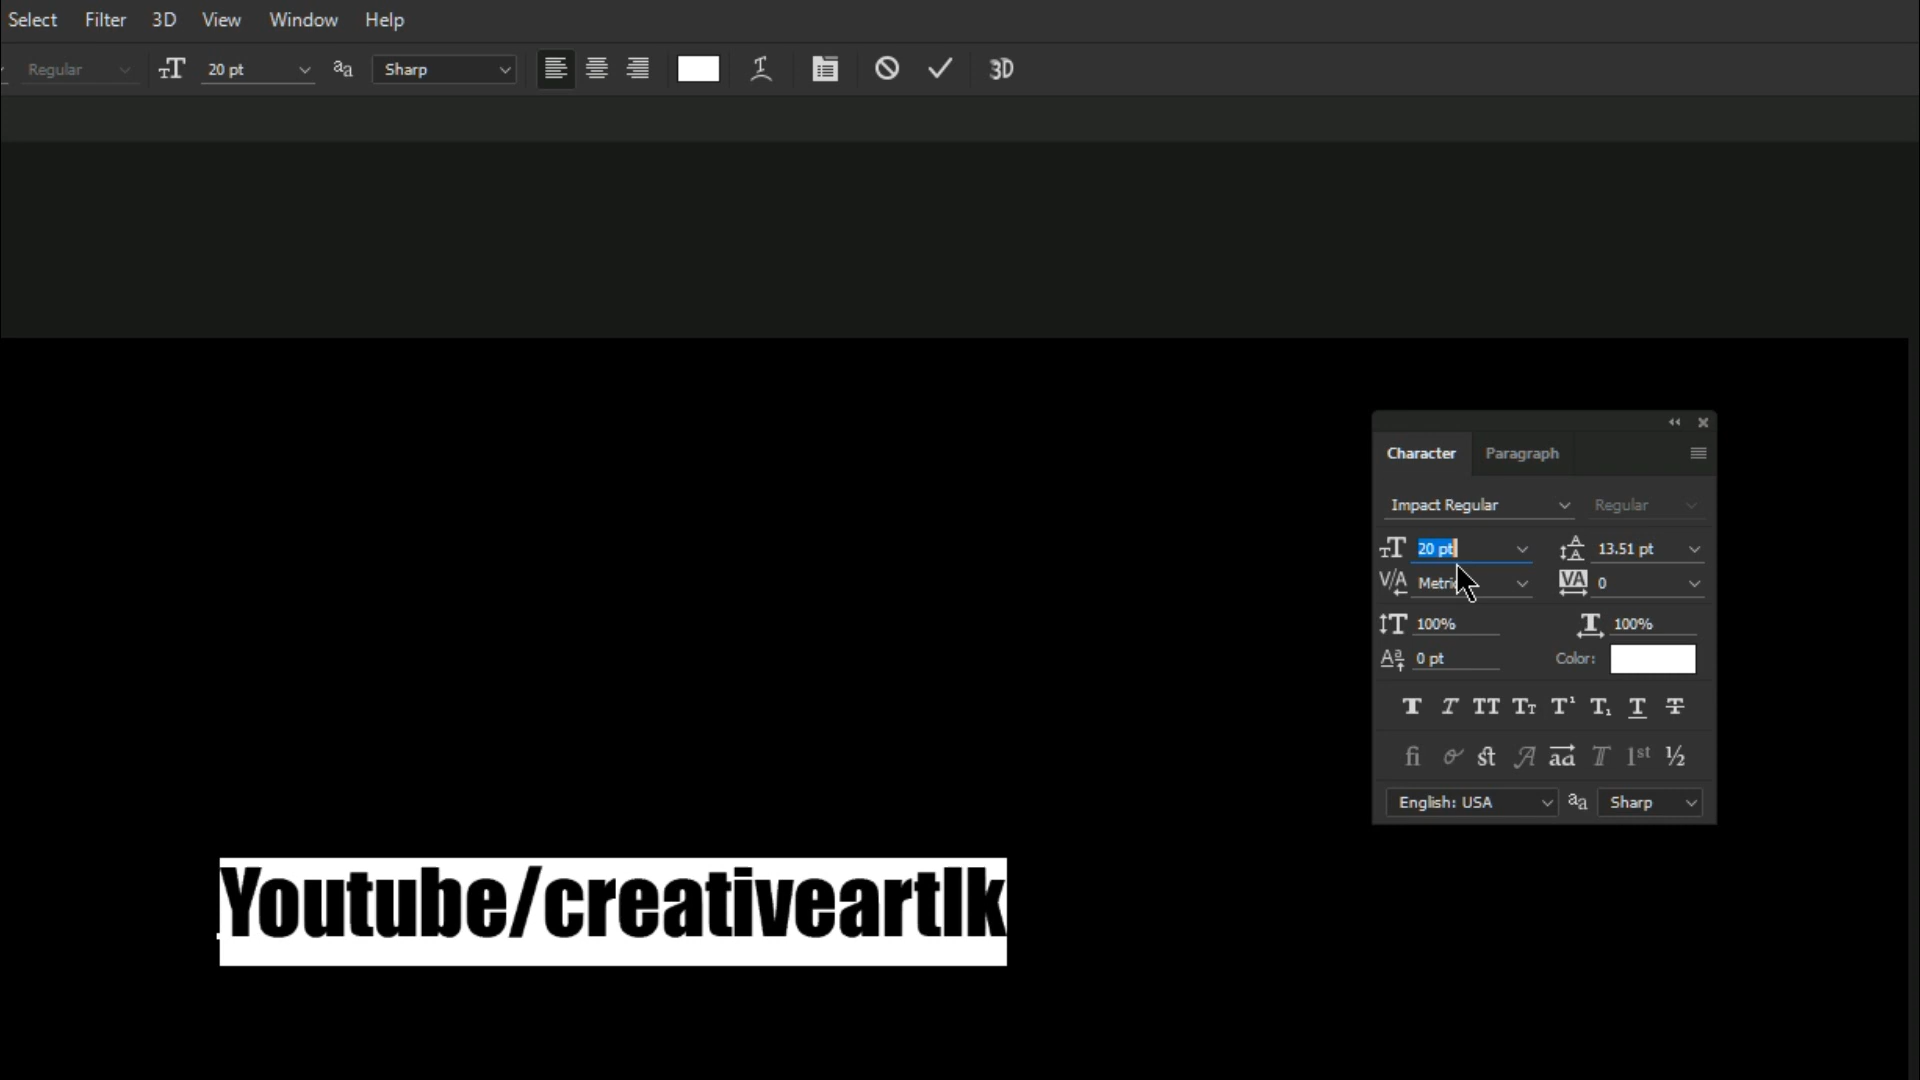 Select Filter 3D View Window Help
Regular 20 pt Sharp 3D
Character Paragraph
Impact Regular Regular
20 pt 13.51 pt
0
100% 100%
0 pt Color:
English: USA Sharp
Youtube/creativeartlk